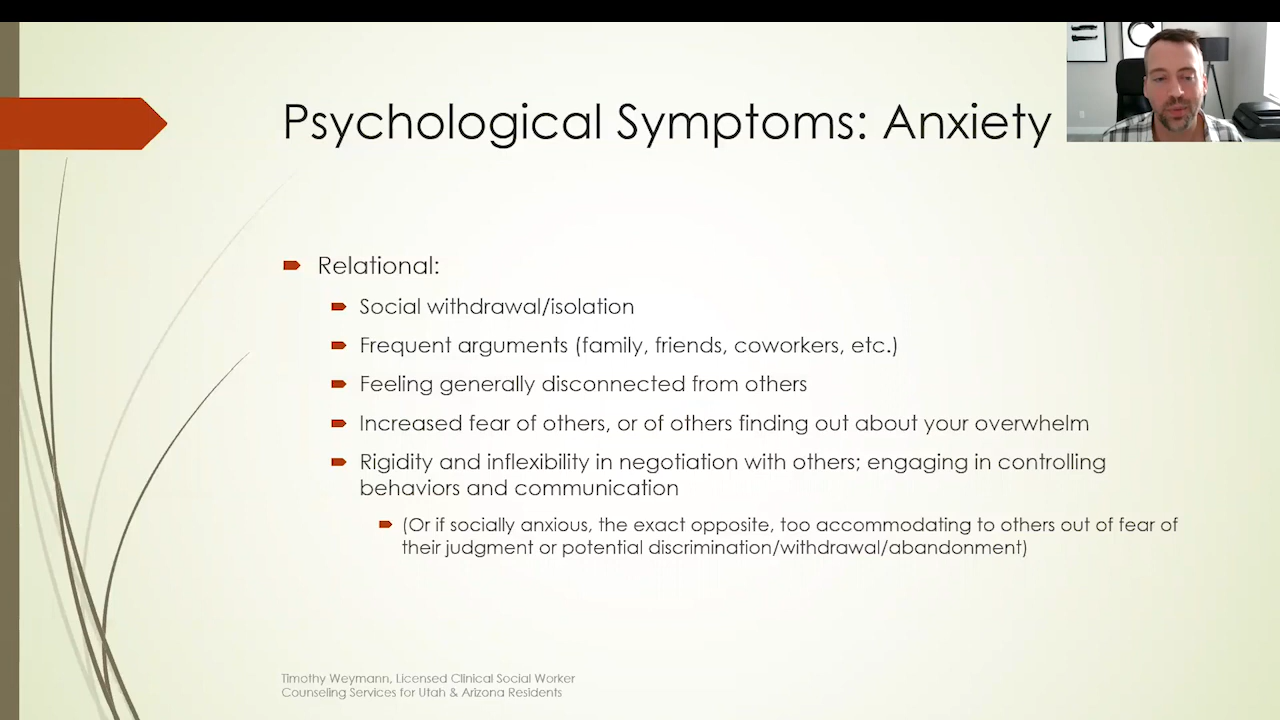 Psychological Symptoms: Anxiety
Relational:
Social withdrawal/isolation
Frequent arguments (family, friends, coworkers, etc.)
Feeling generally disconnected from others
Increased fear of others, or of others finding out about your overwhelm
Rigidity and inflexibility in negotiation with others; engaging in controlling
behaviors and communication
(Or if socially anxious, the exact opposite, too accommodating to others out of fear of
their judgment or potential discrimination/withdrawal/abandonment)
Timothy Weymann, Licensed Clinical Social Worker
Counseling Services for Utah & Arizona Residents